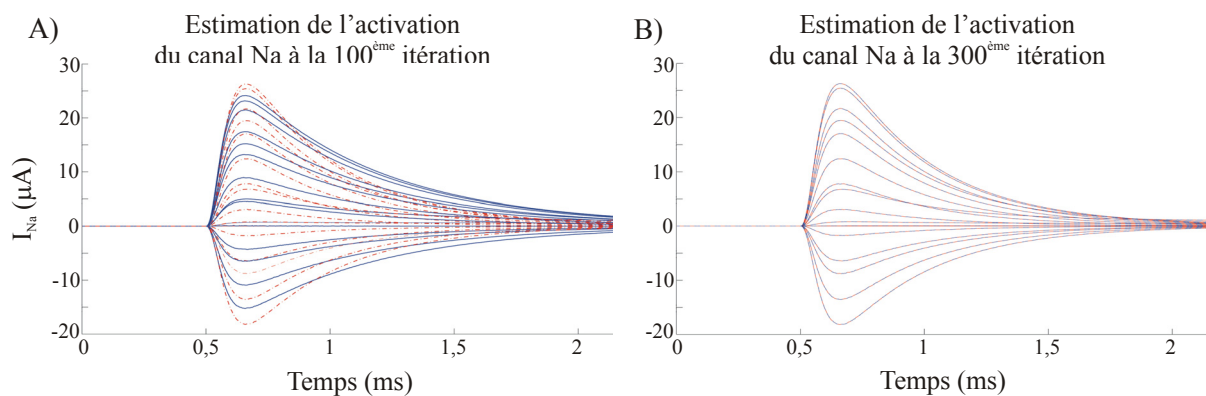 A)
Estimation de l’activation
du canal Na à la 100ème itération
30
20
10
0
-10
-20
I Na (µA)
0
0,5
1
1,5
2
Temps (ms)
B)
Estimation de l’activation
du canal Na à la 300ème itération
30
20
10
0
-10
-20
0
0,5
1
1,5
2
Temps (ms)